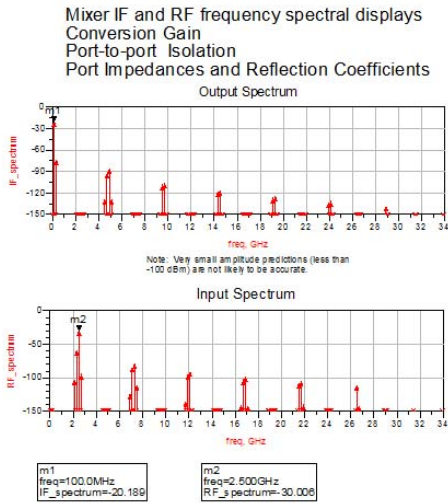 Mixer IF and RF frequency spectral displays
Conversion Gain
Port-to-port Isolation
Port Impedances and Reflection Coefficients
Output Spectrum
m1
IF_spectrum
0
-30
-60
-90
-120
-150
0 2 4 6 8 10 12 14 16 18 20 22 24 26 28 30 32 34
freq, GHz
Note: Very small amplitude predictions (less than
-100 dBm) are not likely to be accurate.
Input Spectrum
m2
RF_spectrum
0
-50
-100
-150
0 2 4 6 8 10 12 14 16 18 20 22 24 26 28 30 32 34
freq, GHz
m1
freq=100.0MHz
IF_spectrum=-20.189
m2
freq=2.500GHz
RF_spectrum=-30.006